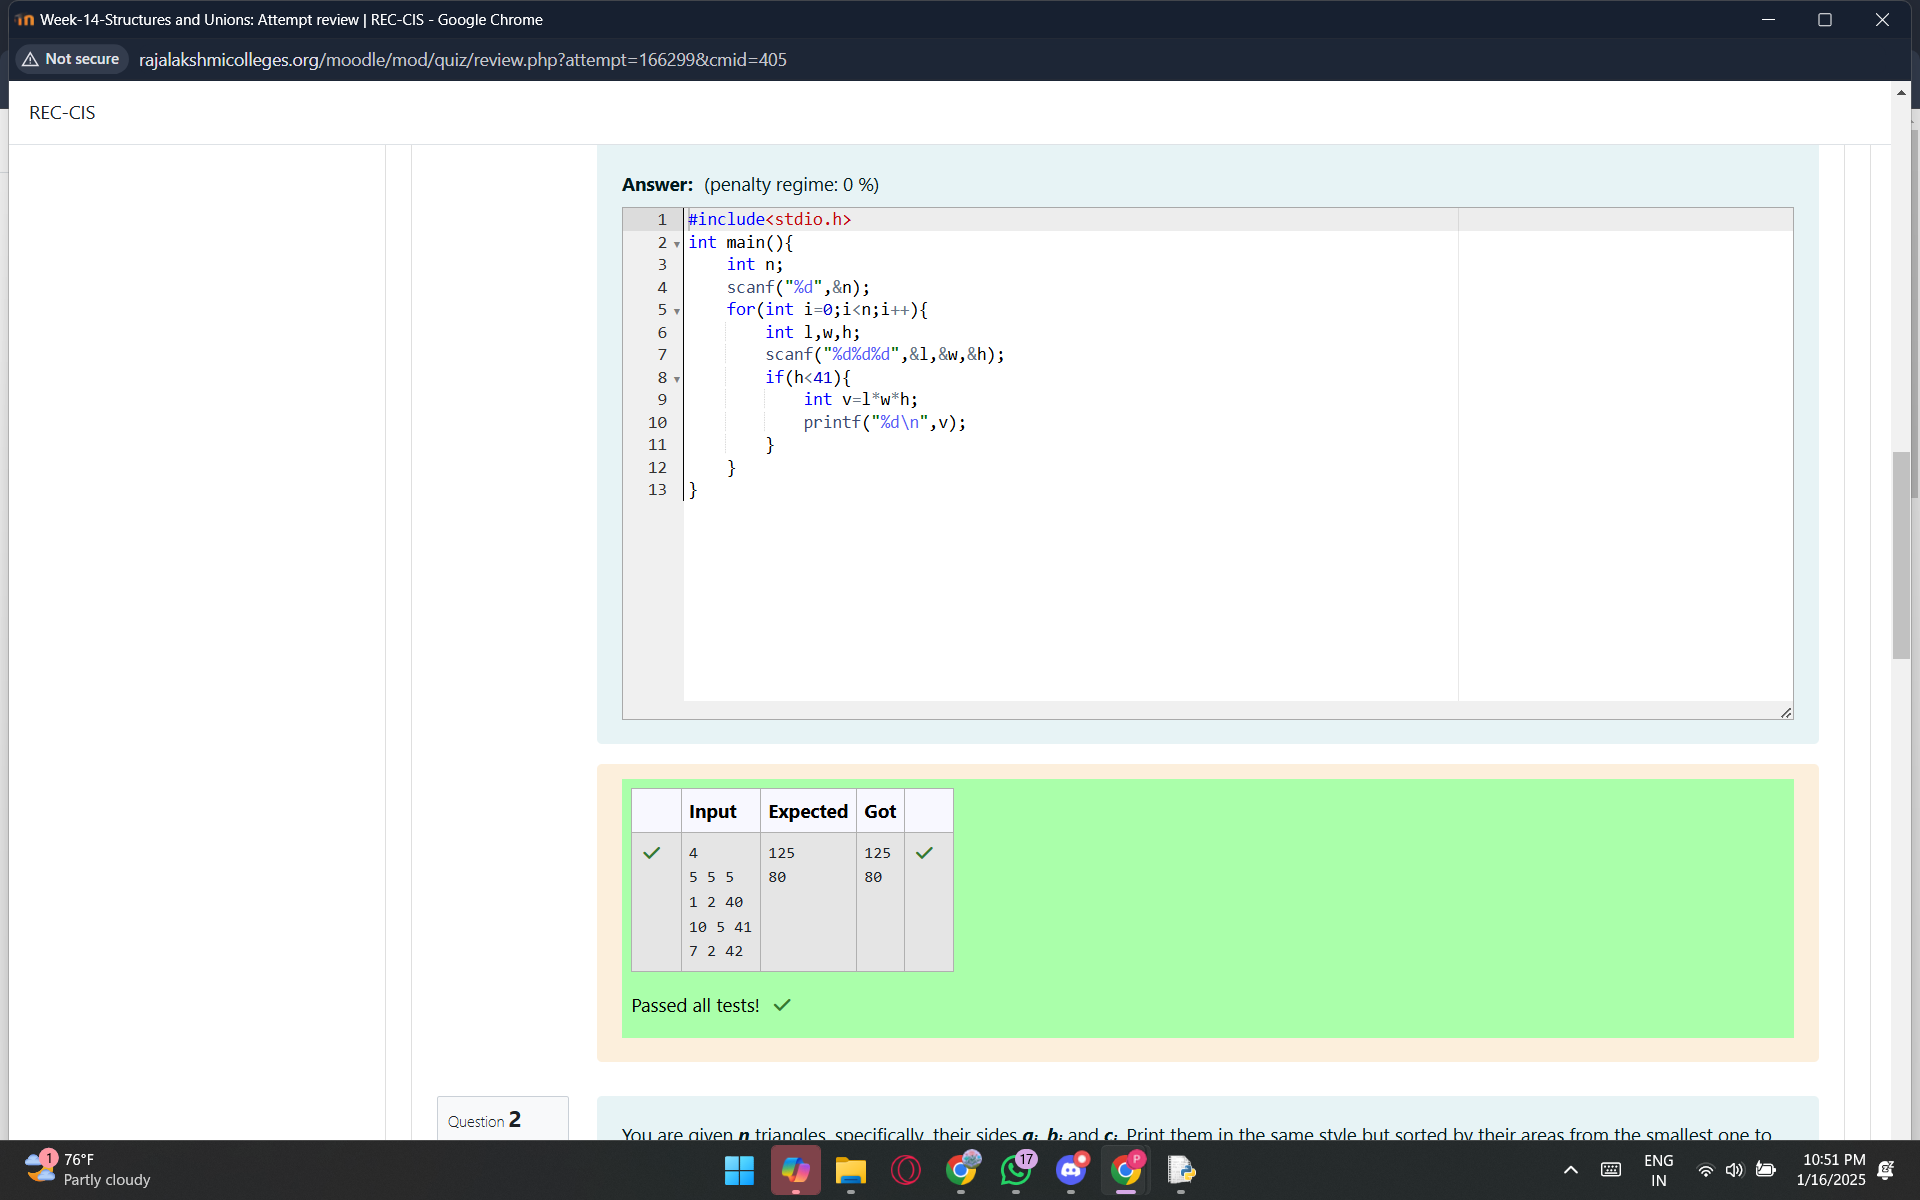 Week-14-Structures and Unions: Attempt review | REC-CIS - Google Chrome
Not secure rajalakshmicolleges.org/moodle/mod/quiz/review.php?attempt=166299&cmid=405
REC-CIS
Answer: (penalty regime: 0 %)
1 #include<stdio.h>
2 int main(){
3 int n;
4 scanf("%d",&n);
5 for(int i=0;i<n;i++){
6 int l,w,h;
7 scanf("%d%d%d",&l,&w,&h);
8 if(h<41){
9 int v=l*w*h;
10 printf("%d\n",v);
11 }
12 }
13 }
Input Expected Got
4 125 125
5 5 5 80 80
1 2 40
10 5 41
7 2 42
Passed all tests!
Question 2
You are given n triangles, specifically, their sides ai, bi and ci. Print them in the same style but sorted by their areas from the smallest one to
1
76°F
Partly cloudy
17
P
ENG
IN
10:51 PM
1/16/2025